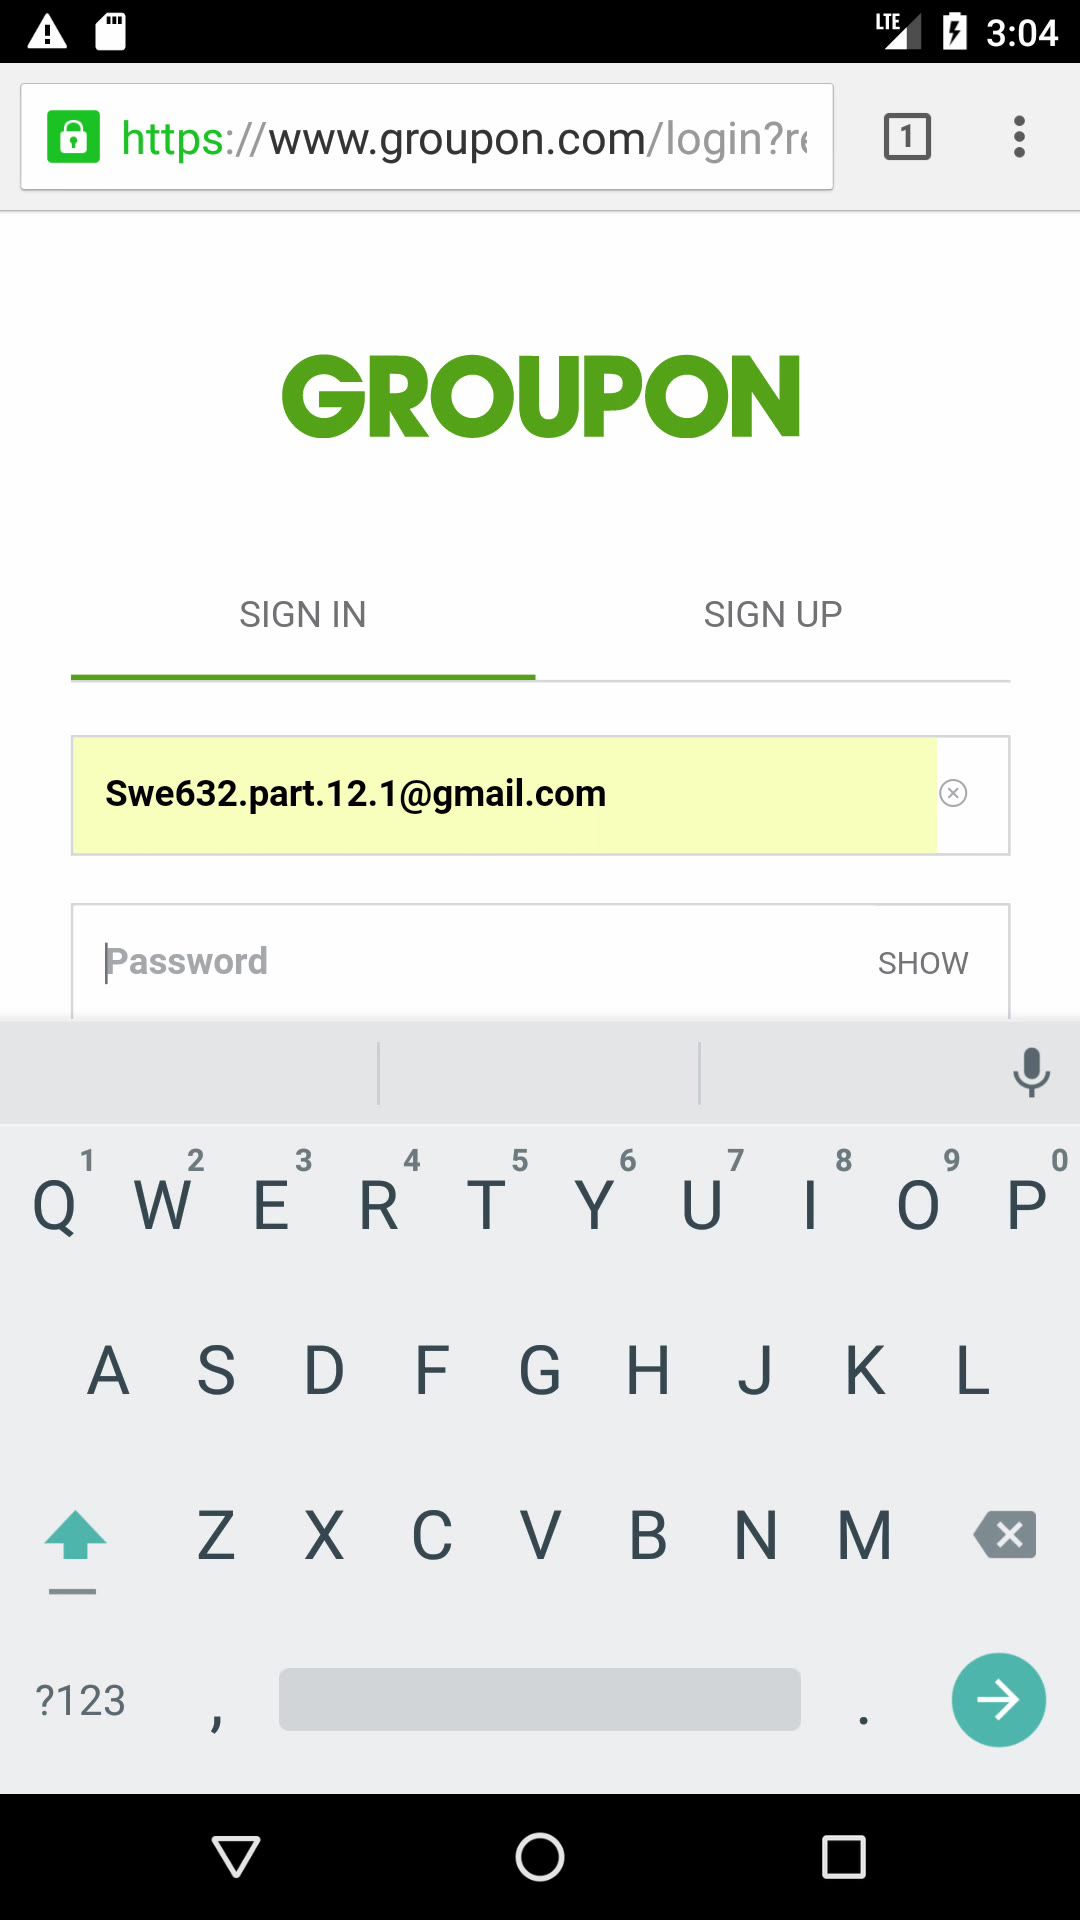 LTE 3:04
https://www.groupon.com/login?re
1
GROUPON
SIGN IN SIGN UP
Swe632.part.12.1@gmail.com
Password SHOW
1 2 3 4 5 6 7 8 9 0
Q W E R T Y U I O P
A S D F G H J K L
Z X C V B N M
?123 , .